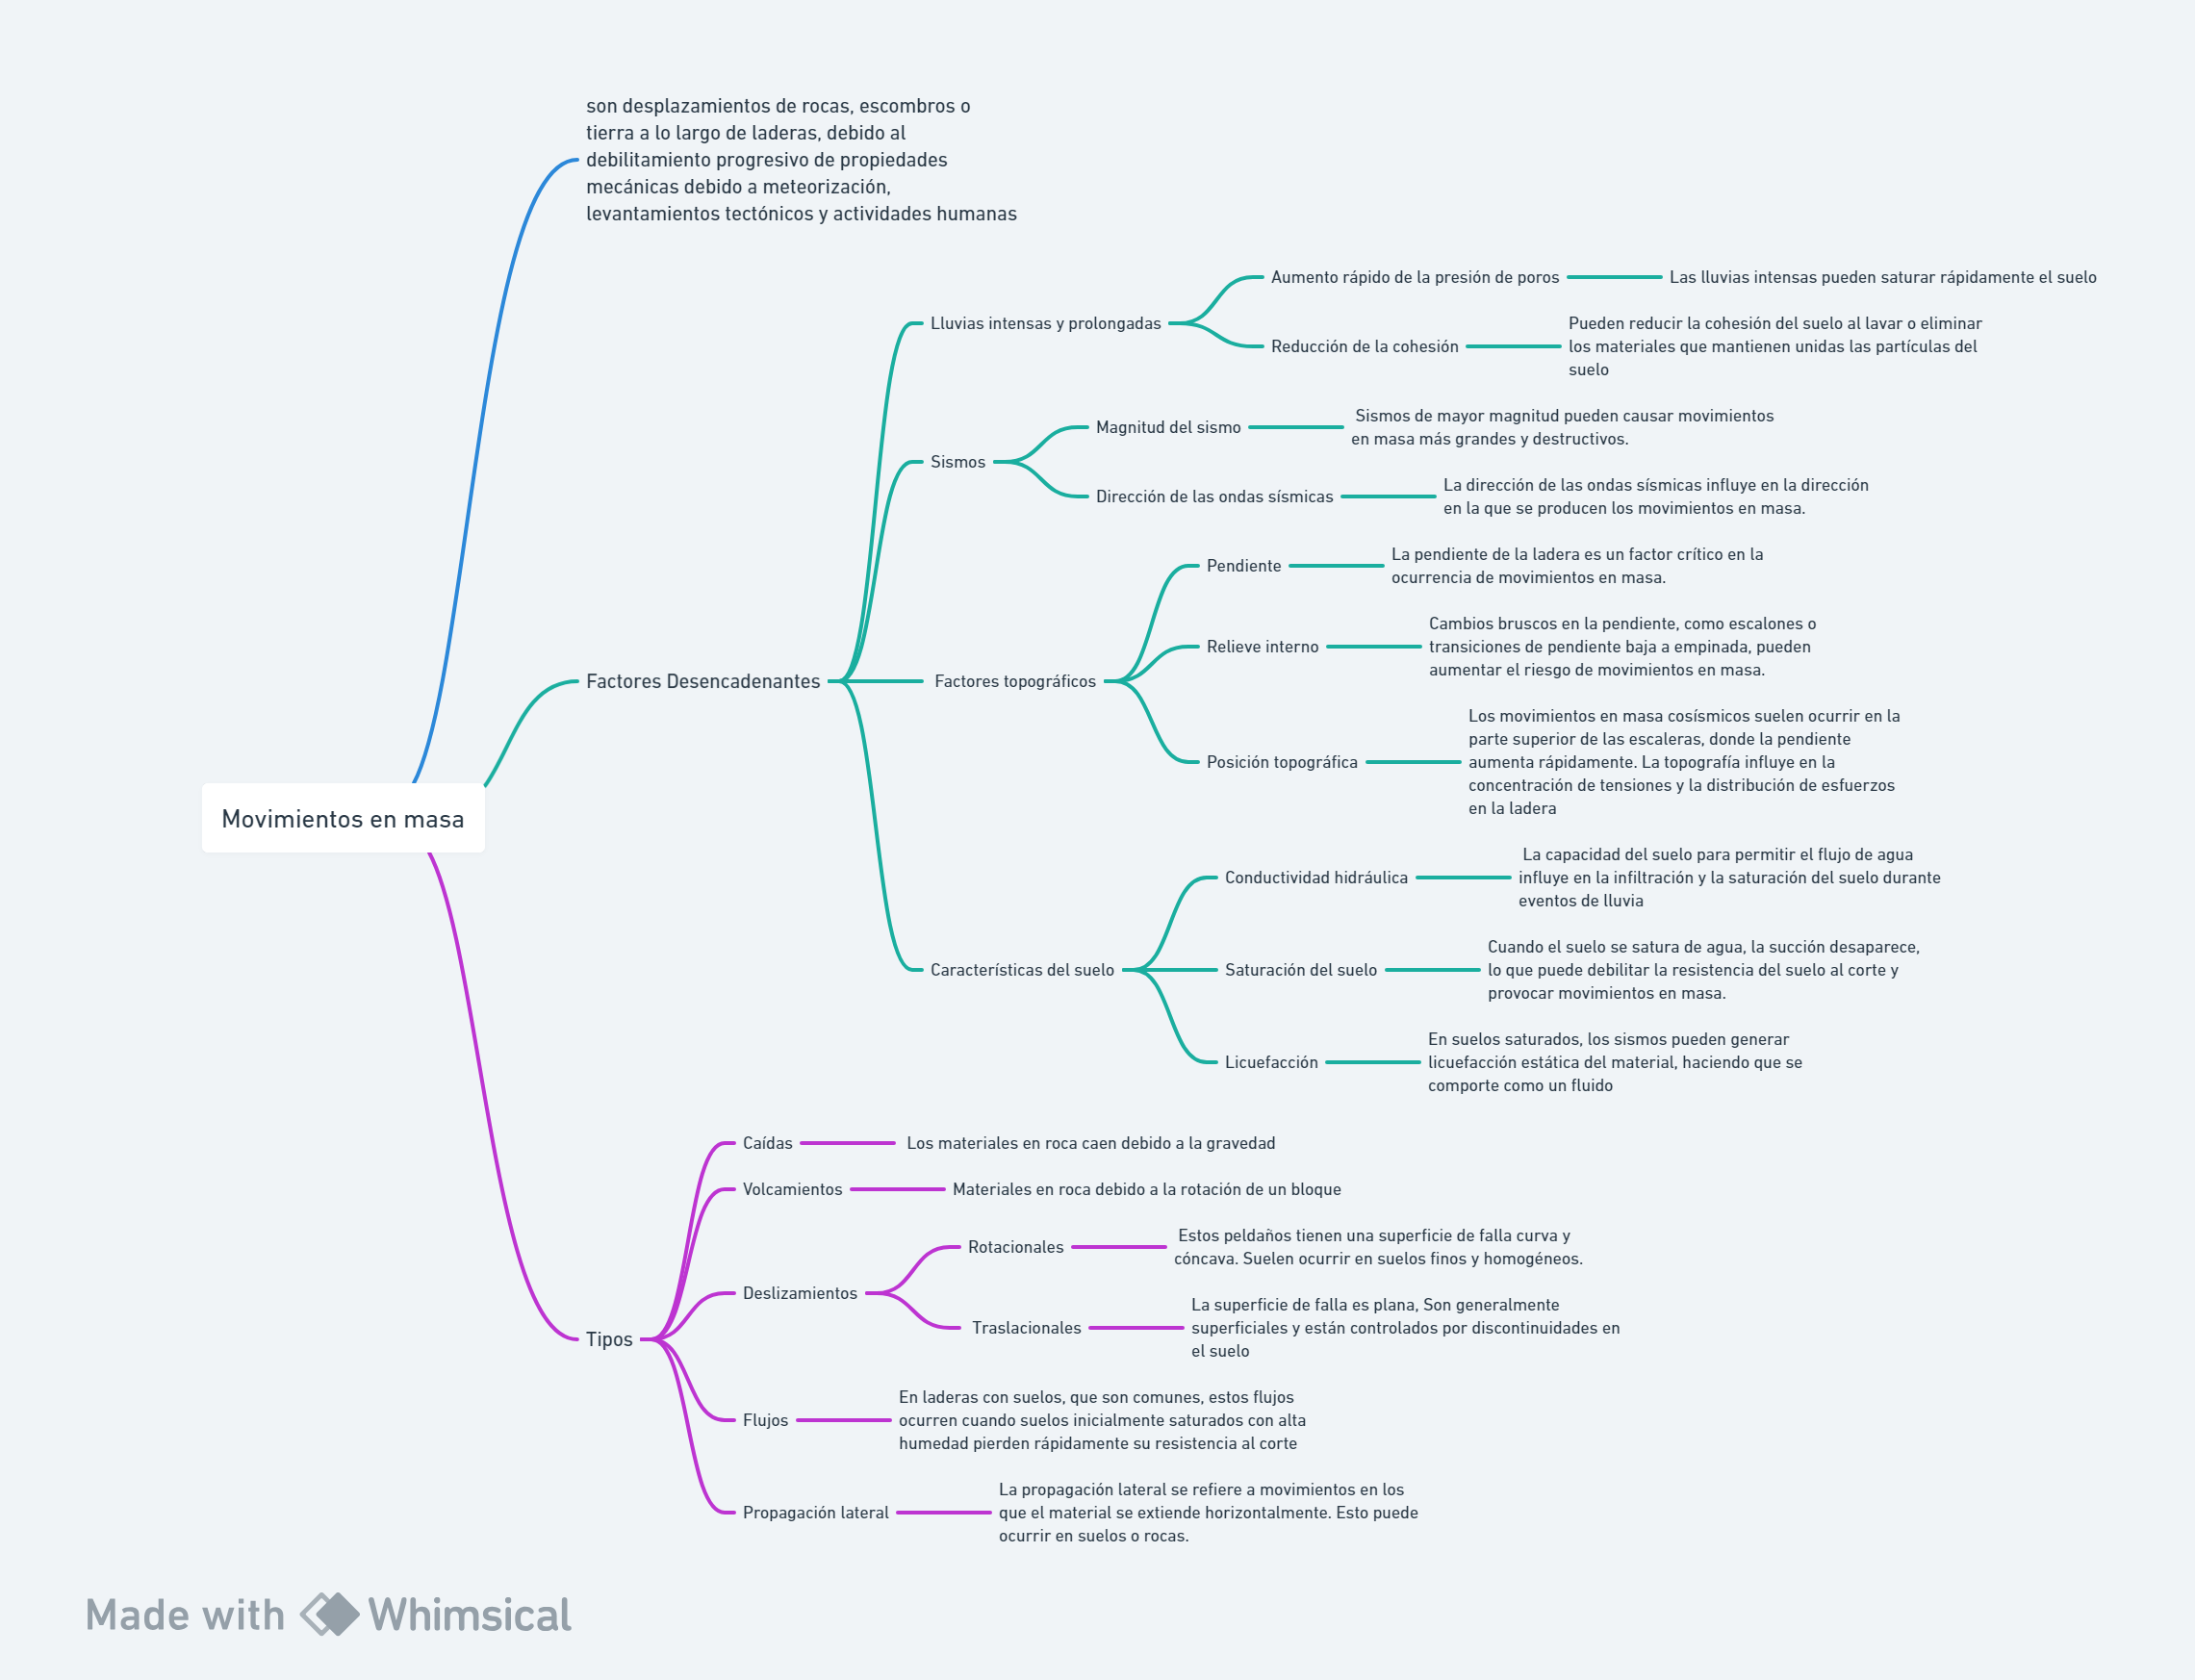 son desplazamientos de rocas, escombros o
tierra a lo largo de laderas, debido al
debilitamiento progresivo de propiedades
mecánicas debido a meteorización,
levantamientos tectónicos y actividades humanas
Aumento rápido de la presión de poros
Las lluvias intensas pueden saturar rápidamente el suelo
Lluvias intensas y prolongadas
Reducción de la cohesión
Pueden reducir la cohesión del suelo al lavar o eliminar
los materiales que mantienen unidas las partículas del
suelo
Sismos
Magnitud del sismo
Sismos de mayor magnitud pueden causar movimientos
en masa más grandes y destructivos.
Dirección de las ondas sísmicas
La dirección de las ondas sísmicas influye en la dirección
en la que se producen los movimientos en masa.
Factores Desencadenantes
Factores topográficos
Pendiente
La pendiente de la ladera es un factor crítico en la
ocurrencia de movimientos en masa.
Relieve interno
Cambios bruscos en la pendiente, como escalones o
transiciones de pendiente baja a empinada, pueden
aumentar el riesgo de movimientos en masa.
Posición topográfica
Los movimientos en masa cosísmicos suelen ocurrir en la
parte superior de las escaleras, donde la pendiente
aumenta rápidamente. La topografía influye en la
concentración de tensiones y la distribución de esfuerzos
en la ladera
Movimientos en masa
Características del suelo
Conductividad hidráulica
La capacidad del suelo para permitir el flujo de agua
influye en la infiltración y la saturación del suelo durante
eventos de lluvia
Saturación del suelo
Cuando el suelo se satura de agua, la succión desaparece,
lo que puede debilitar la resistencia del suelo al corte y
provocar movimientos en masa.
Licuefacción
En suelos saturados, los sismos pueden generar
licuefacción estática del material, haciendo que se
comporte como un fluido
Tipos
Caídas
Los materiales en roca caen debido a la gravedad
Volcamientos
Materiales en roca debido a la rotación de un bloque
Deslizamientos
Rotacionales
Estos peldaños tienen una superficie de falla curva y
cóncava. Suelen ocurrir en suelos finos y homogéneos.
Traslacionales
La superficie de falla es plana, Son generalmente
superficiales y están controlados por discontinuidades en
el suelo
Flujos
En laderas con suelos, que son comunes, estos flujos
ocurren cuando suelos inicialmente saturados con alta
humedad pierden rápidamente su resistencia al corte
Propagación lateral
La propagación lateral se refiere a movimientos en los
que el material se extiende horizontalmente. Esto puede
ocurrir en suelos o rocas.
Made with Whimsical